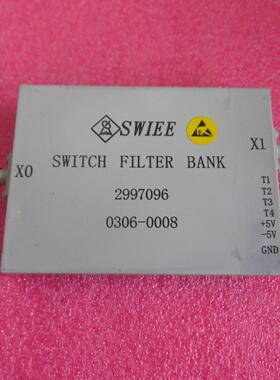 SWIEE
X1
SWITCH FILTER BANK
X0
2997096
0306-0008
T1
T2
T3
T4
+5V
-5V
GND